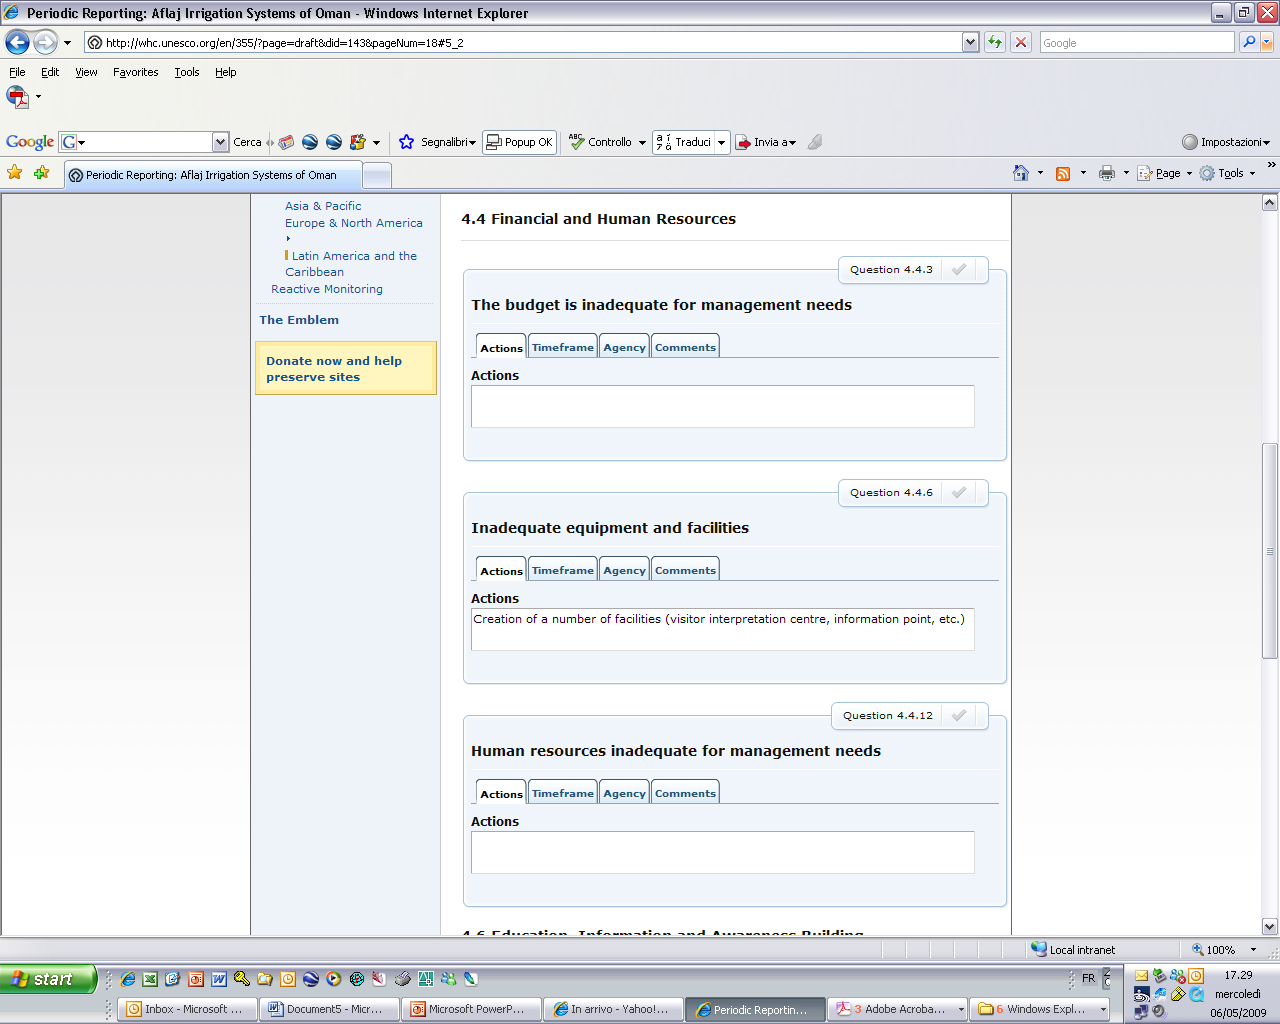 Periodic Reporting: Aflaj Irrigation Systems of Oman - Windows Internet Explorer
http://whc.unesco.org/en/355/?page=draft&did=143&pageNum=18#5_2
Google
File Edit View Favorites Tools Help
Google
G
Cerca
Segnalibri
Popup OK
Controllo
Traduci
Invia a
Impostazioni
Periodic Reporting: Aflaj Irrigation Systems of Oman
Page
Tools
Asia & Pacific
Europe & North America
Latin America and the
Caribbean
Reactive Monitoring
The Emblem
Donate now and help
preserve sites
4.4 Financial and Human Resources
Question 4.4.3
The budget is inadequate for management needs
Actions Timeframe Agency Comments
Actions
Question 4.4.6
Inadequate equipment and facilities
Actions Timeframe Agency Comments
Actions
Creation of a number of facilities (visitor interpretation centre, information point, etc.)
Question 4.4.12
Human resources inadequate for management needs
Actions Timeframe Agency Comments
Actions
4.6 Education, Information and Awareness Building
Local intranet
100%
start
FR
17.29
mercoledì
06/05/2009
Inbox - Microsoft ...
Document5 - Micr...
Microsoft PowerP...
In arrivo - Yahoo!...
Periodic Reportin...
3 Adobe Acroba...
6 Windows Expl...